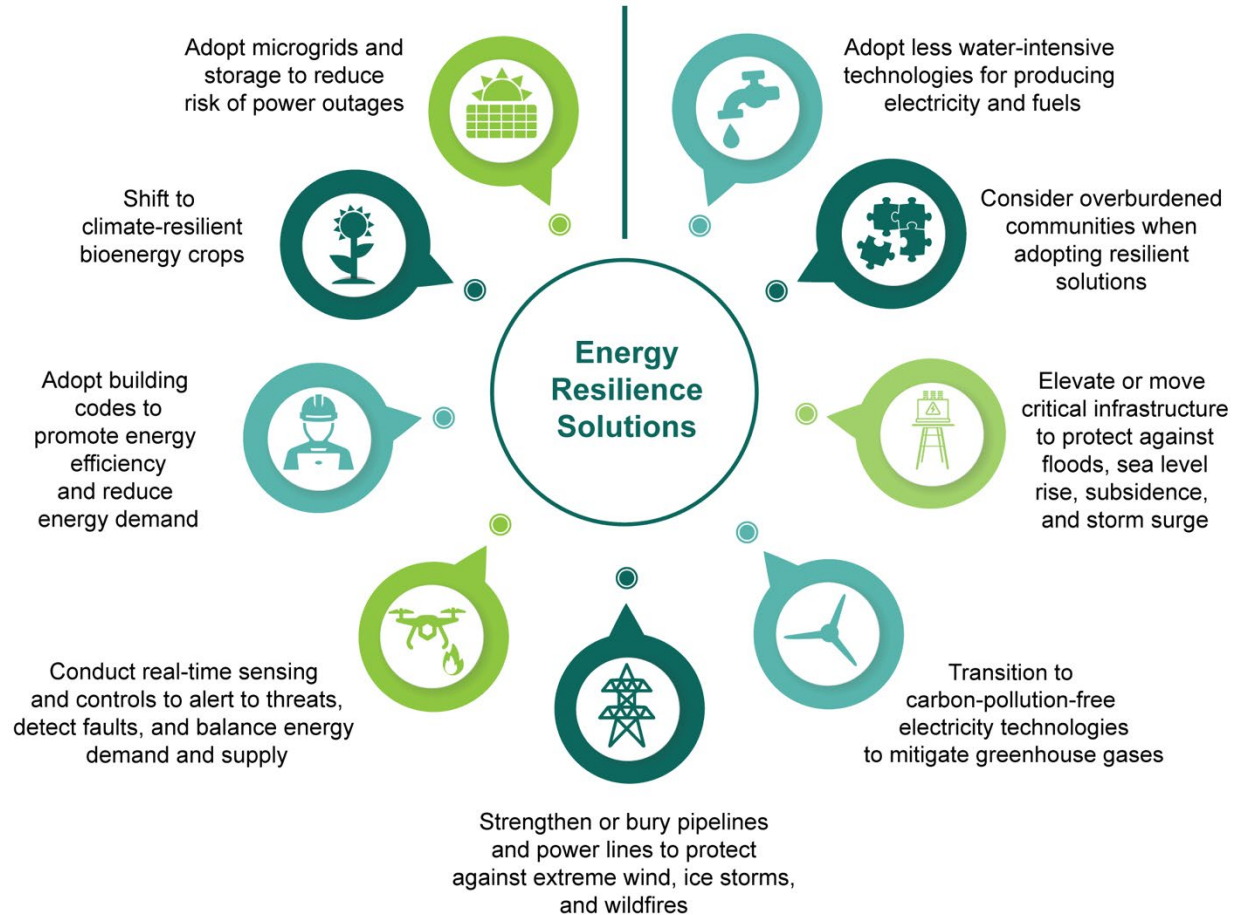 Adopt microgrids and
storage to reduce
risk of power outages
Adopt less water-intensive
technologies for producing
electricity and fuels
Shift to
climate-resilient
bioenergy crops
Consider overburdened
communities when
adopting resilient
solutions
Energy
Resilience
Solutions
Adopt building
codes to
promote energy
efficiency
and reduce
energy demand
Elevate or move
critical infrastructure
to protect against
floods, sea level
rise, subsidence,
and storm surge
Conduct real-time sensing
and controls to alert to threats,
detect faults, and balance energy
demand and supply
Transition to
carbon-pollution-free
electricity technologies
to mitigate greenhouse gases
Strengthen or bury pipelines
and power lines to protect
against extreme wind, ice storms,
and wildfires